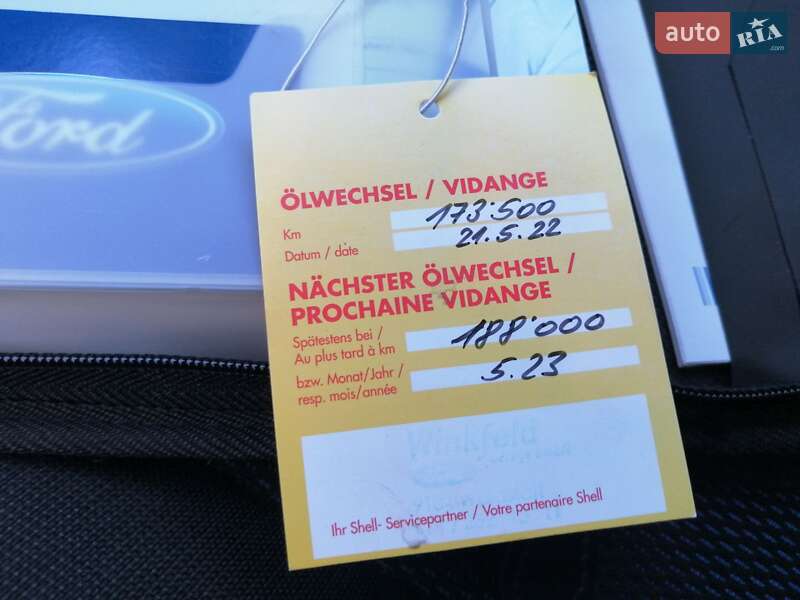 auto RIA .com
Ford
ÖLWECHSEL / VIDANGE
Km 173'500
Datum / date 21.5.22
NÄCHSTER ÖLWECHSEL /
PROCHAINE VIDANGE
Spätestens bei /
Au plus tard à km 188'000
bzw. Monat/Jahr / 5.23
resp. mois/année
Winkfeld
Ihr Shell- Servicepartner / Votre partenaire Shell